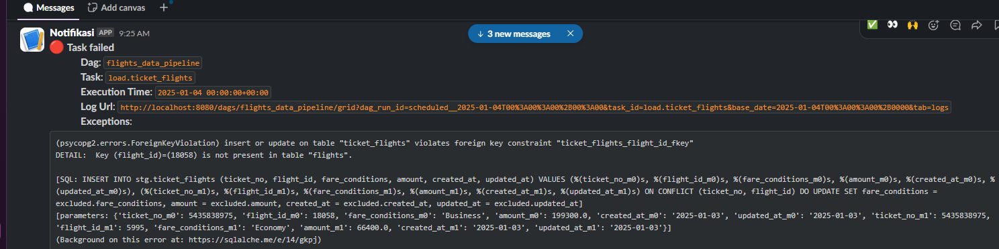 Messages
Add canvas
Notifikasi APP 9:25 AM
3 new messages
Task failed
Dag: flights_data_pipeline
Task: load.ticket_flights
Execution Time: 2025-01-04 00:00:00+00:00
Log Url: http://localhost:8080/dags/flights_data_pipeline/grid?dag_run_id=scheduled__2025-01-04T00%3A00%3A00%2B00%3A00&task_id=load.ticket_flights&base_date=2025-01-04T00%3A00%3A00%2B0000&tab=logs
Exceptions:
(psycopg2.errors.ForeignKeyViolation) insert or update on table "ticket_flights" violates foreign key constraint "ticket_flights_flight_id_fkey"
DETAIL:  Key (flight_id)=(18058) is not present in table "flights".
[SQL: INSERT INTO stg.ticket_flights (ticket_no, flight_id, fare_conditions, amount, created_at, updated_at) VALUES (%(ticket_no_m0)s, %(flight_id_m0)s, %(fare_conditions_m0)s, %(amount_m0)s, %(created_at_m0)s, %
(updated_at_m0)s), (%(ticket_no_m1)s, %(flight_id_m1)s, %(fare_conditions_m1)s, %(amount_m1)s, %(created_at_m1)s, %(updated_at_m1)s) ON CONFLICT (ticket_no, flight_id) DO UPDATE SET fare_conditions =
excluded.fare_conditions, amount = excluded.amount, created_at = excluded.created_at, updated_at = excluded.updated_at]
[parameters: {'ticket_no_m0': 5435838975, 'flight_id_m0': 18058, 'fare_conditions_m0': 'Business', 'amount_m0': 199300.0, 'created_at_m0': '2025-01-03', 'updated_at_m0': '2025-01-03', 'ticket_no_m1': 5435838975,
'flight_id_m1': 5995, 'fare_conditions_m1': 'Economy', 'amount_m1': 66400.0, 'created_at_m1': '2025-01-03', 'updated_at_m1': '2025-01-03'}]
(Background on this error at: https://sqlalche.me/e/14/gkpj)